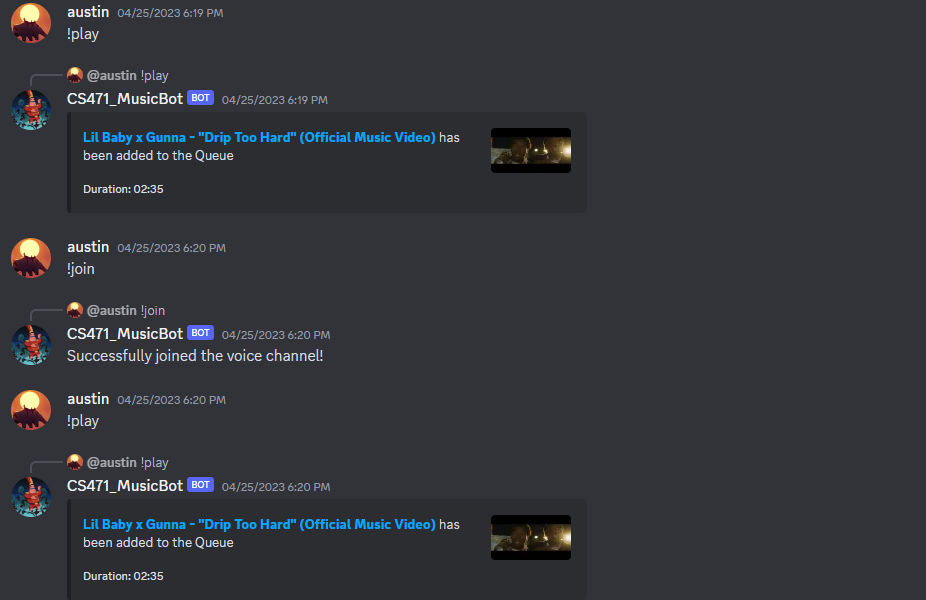 austin 04/25/2023 6:19 PM
!play
@austin !play
CS471_MusicBot BOT 04/25/2023 6:19 PM
Lil Baby x Gunna - "Drip Too Hard" (Official Music Video) has
been added to the Queue
Duration: 02:35
austin 04/25/2023 6:20 PM
!join
@austin !join
CS471_MusicBot BOT 04/25/2023 6:20 PM
Successfully joined the voice channel!
austin 04/25/2023 6:20 PM
!play
@austin !play
CS471_MusicBot BOT 04/25/2023 6:20 PM
Lil Baby x Gunna - "Drip Too Hard" (Official Music Video) has
been added to the Queue
Duration: 02:35